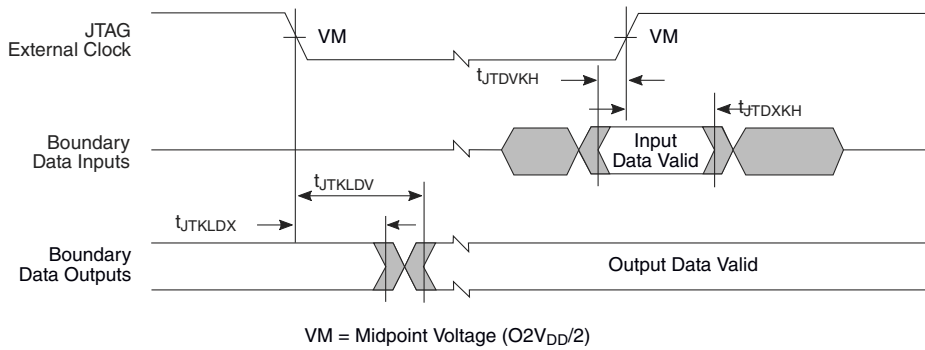 JTAG
External Clock
VM
VM
tJTDVKH
tJTDXKH
Boundary
Data Inputs
Input
Data Valid
tJTKLDV
tJTKLDX
Boundary
Data Outputs
Output Data Valid
VM = Midpoint Voltage (O2VDD/2)